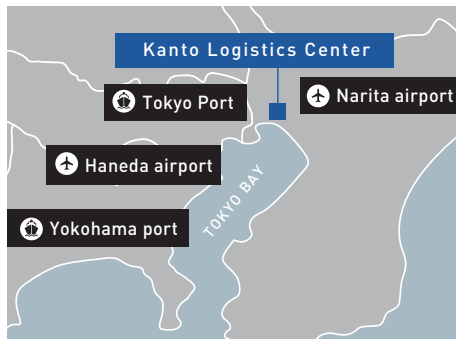 Kanto Logistics Center
Tokyo Port
Narita airport
Haneda airport
TOKYO BAY
Yokohama port